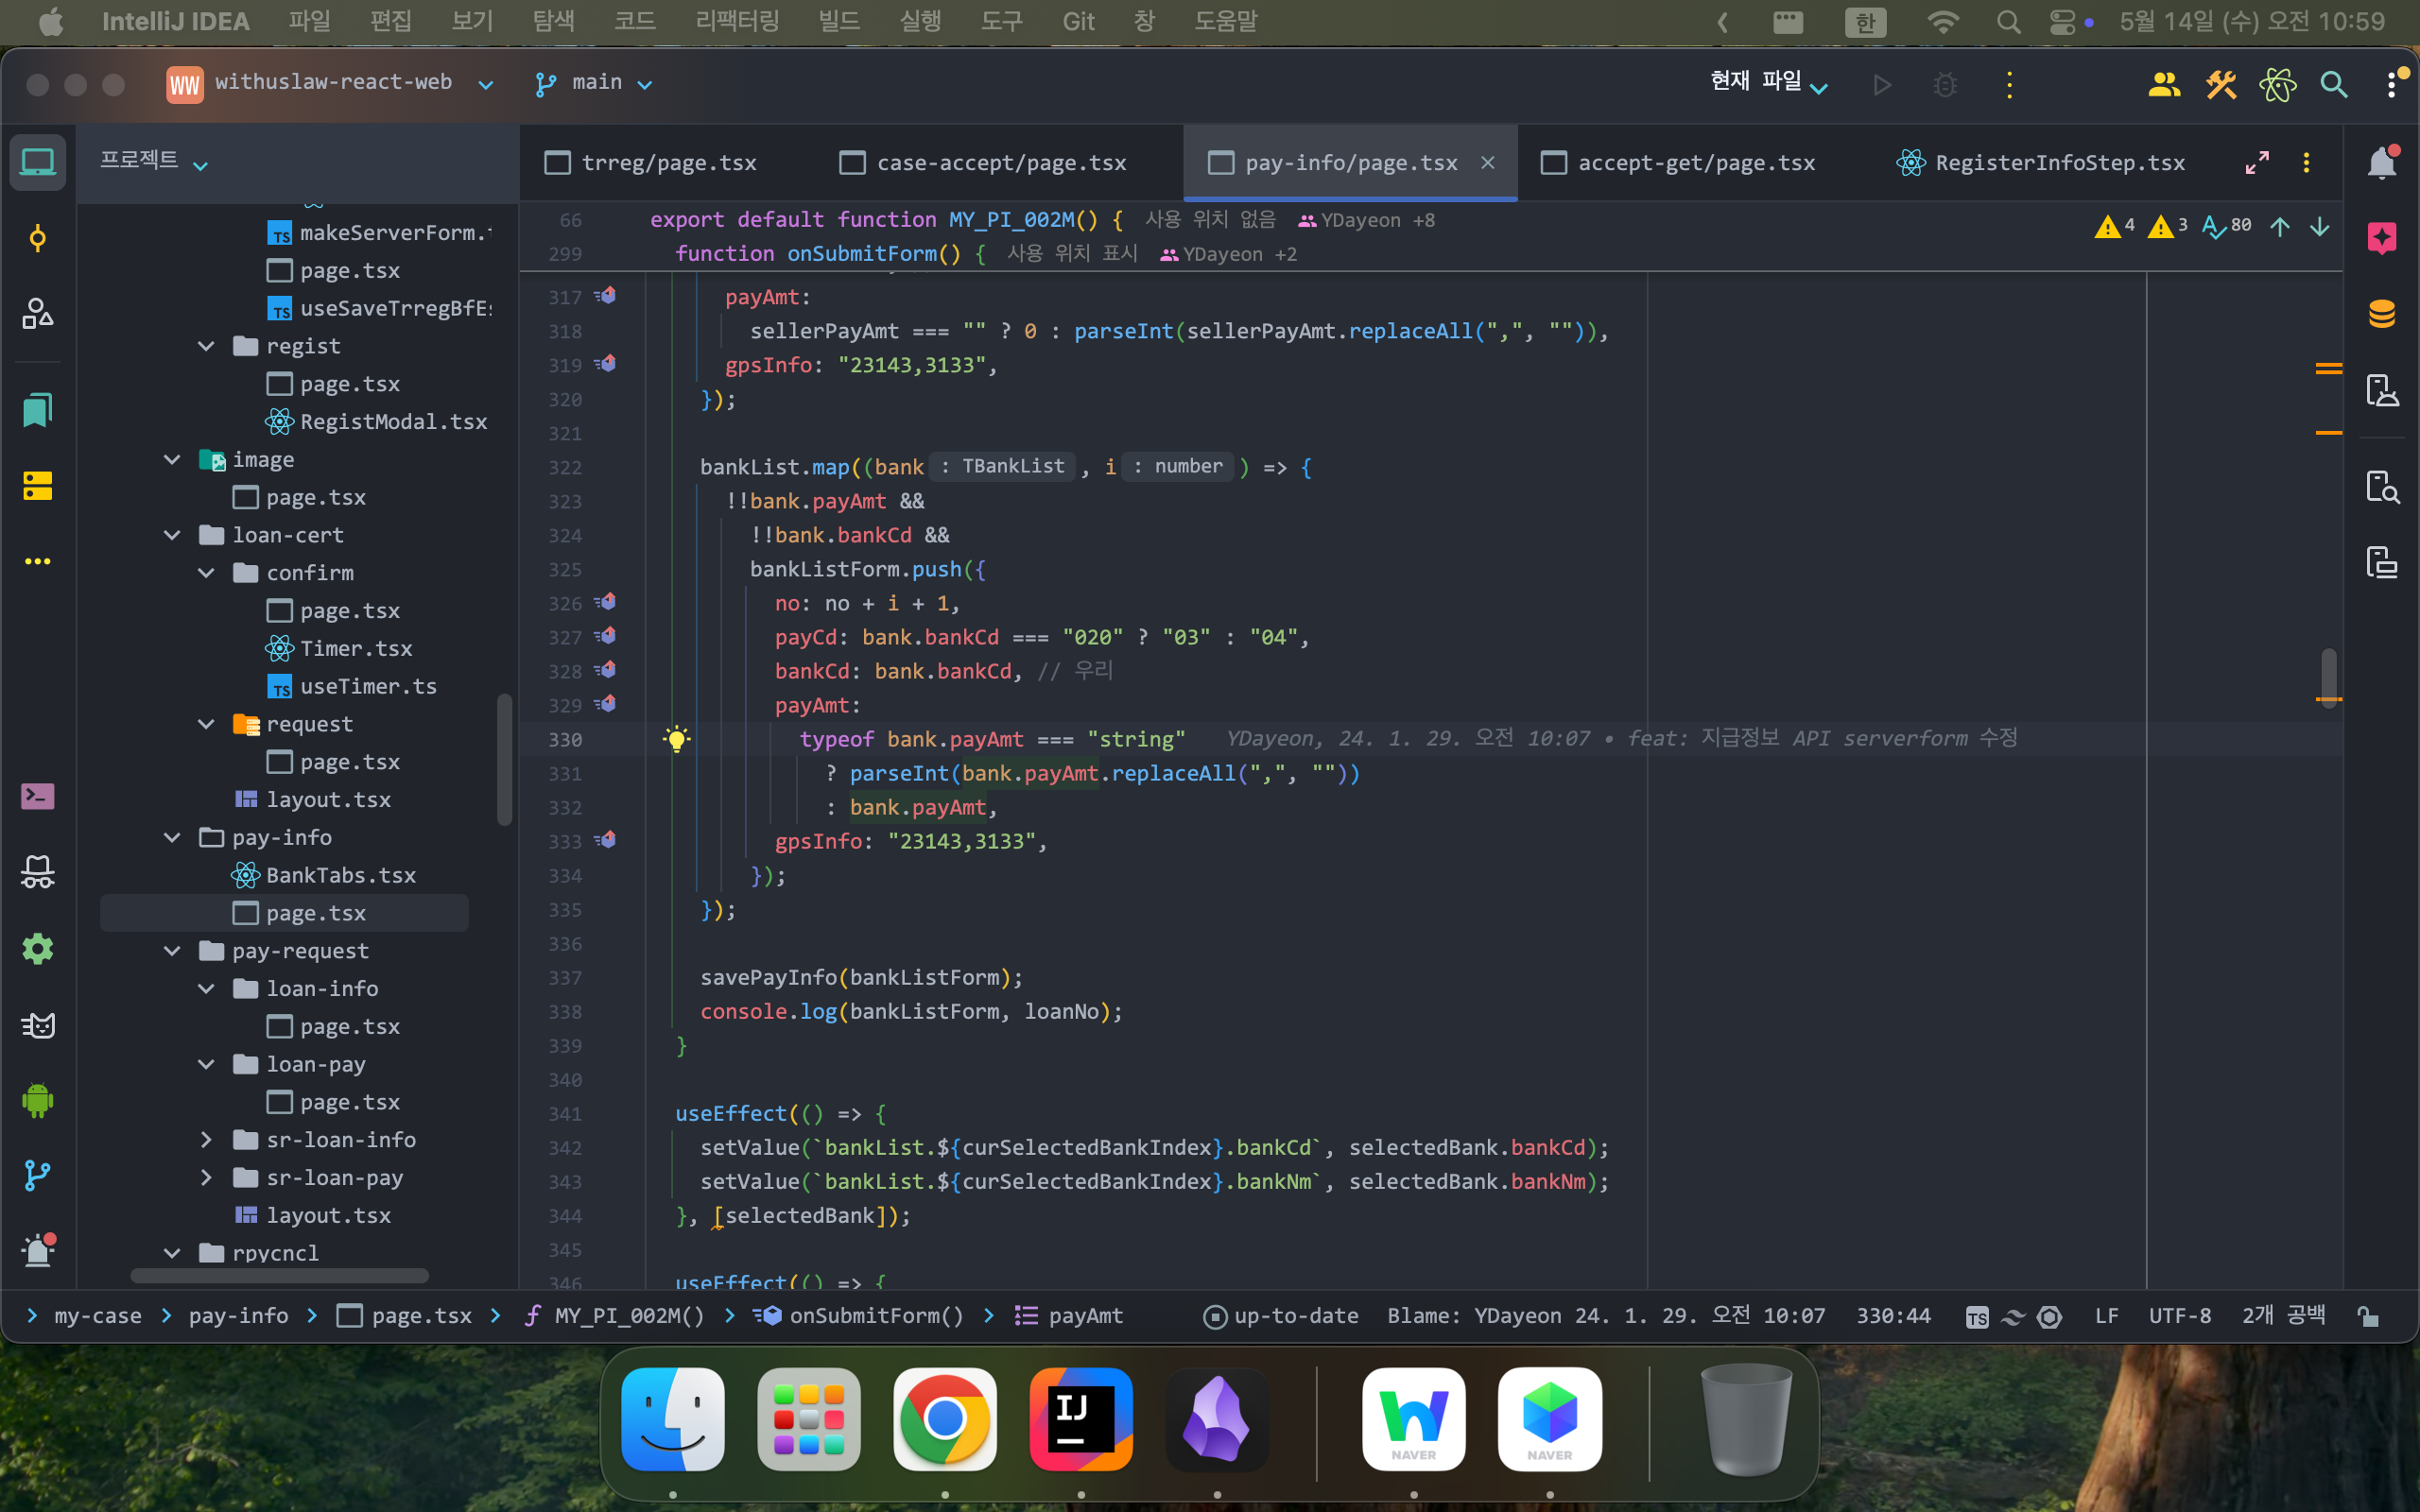 IntelliJ IDEA 파일 편집 보기 탐색 코드 리팩터링 빌드 실행 도구 Git 창 도움말 한 5월 14일 (수) 오전 10:59
WW withuslaw-react-web main 현재 파일
프로젝트
trreg/page.tsx case-accept/page.tsx pay-info/page.tsx accept-get/page.tsx RegisterInfoStep.tsx
makeServerForm.
page.tsx
useSaveTrregBfEs
regist
page.tsx
RegistModal.tsx
image
page.tsx
loan-cert
confirm
page.tsx
Timer.tsx
useTimer.ts
request
page.tsx
layout.tsx
pay-info
BankTabs.tsx
page.tsx
pay-request
loan-info
page.tsx
loan-pay
page.tsx
sr-loan-info
sr-loan-pay
layout.tsx
rpycncl
66 export default function MY_PI_002M() { 사용 위치 없음 YDayeon +8
4 3 80
299 function onSubmitForm() { 사용 위치 표시 YDayeon +2
317 payAmt:
318 sellerPayAmt === "" ? 0 : parseInt(sellerPayAmt.replaceAll(",", "")),
319 gpsInfo: "23143,3133",
320 });
321
322 bankList.map((bank : TBankList , i : number ) => {
323 !!bank.payAmt &&
324 !!bank.bankCd &&
325 bankListForm.push({
326 no: no + i + 1,
327 payCd: bank.bankCd === "020" ? "03" : "04",
328 bankCd: bank.bankCd, // 우리
329 payAmt:
330 typeof bank.payAmt === "string" YDayeon, 24. 1. 29. 오전 10:07 • feat: 지급정보 API serverform 수정
331 ? parseInt(bank.payAmt.replaceAll(",", ""))
332 : bank.payAmt,
333 gpsInfo: "23143,3133",
334 });
335 });
336
337 savePayInfo(bankListForm);
338 console.log(bankListForm, loanNo);
339 }
340
341 useEffect(() => {
342 setValue(`bankList.${curSelectedBankIndex}.bankCd`, selectedBank.bankCd);
343 setValue(`bankList.${curSelectedBankIndex}.bankNm`, selectedBank.bankNm);
344 }, [selectedBank]);
345
346 useEffect(() => {
my-case pay-info page.tsx MY_PI_002M() onSubmitForm() payAmt up-to-date Blame: YDayeon 24. 1. 29. 오전 10:07 330:44 TS LF UTF-8 2개 공백
IJ
NAVER
NAVER